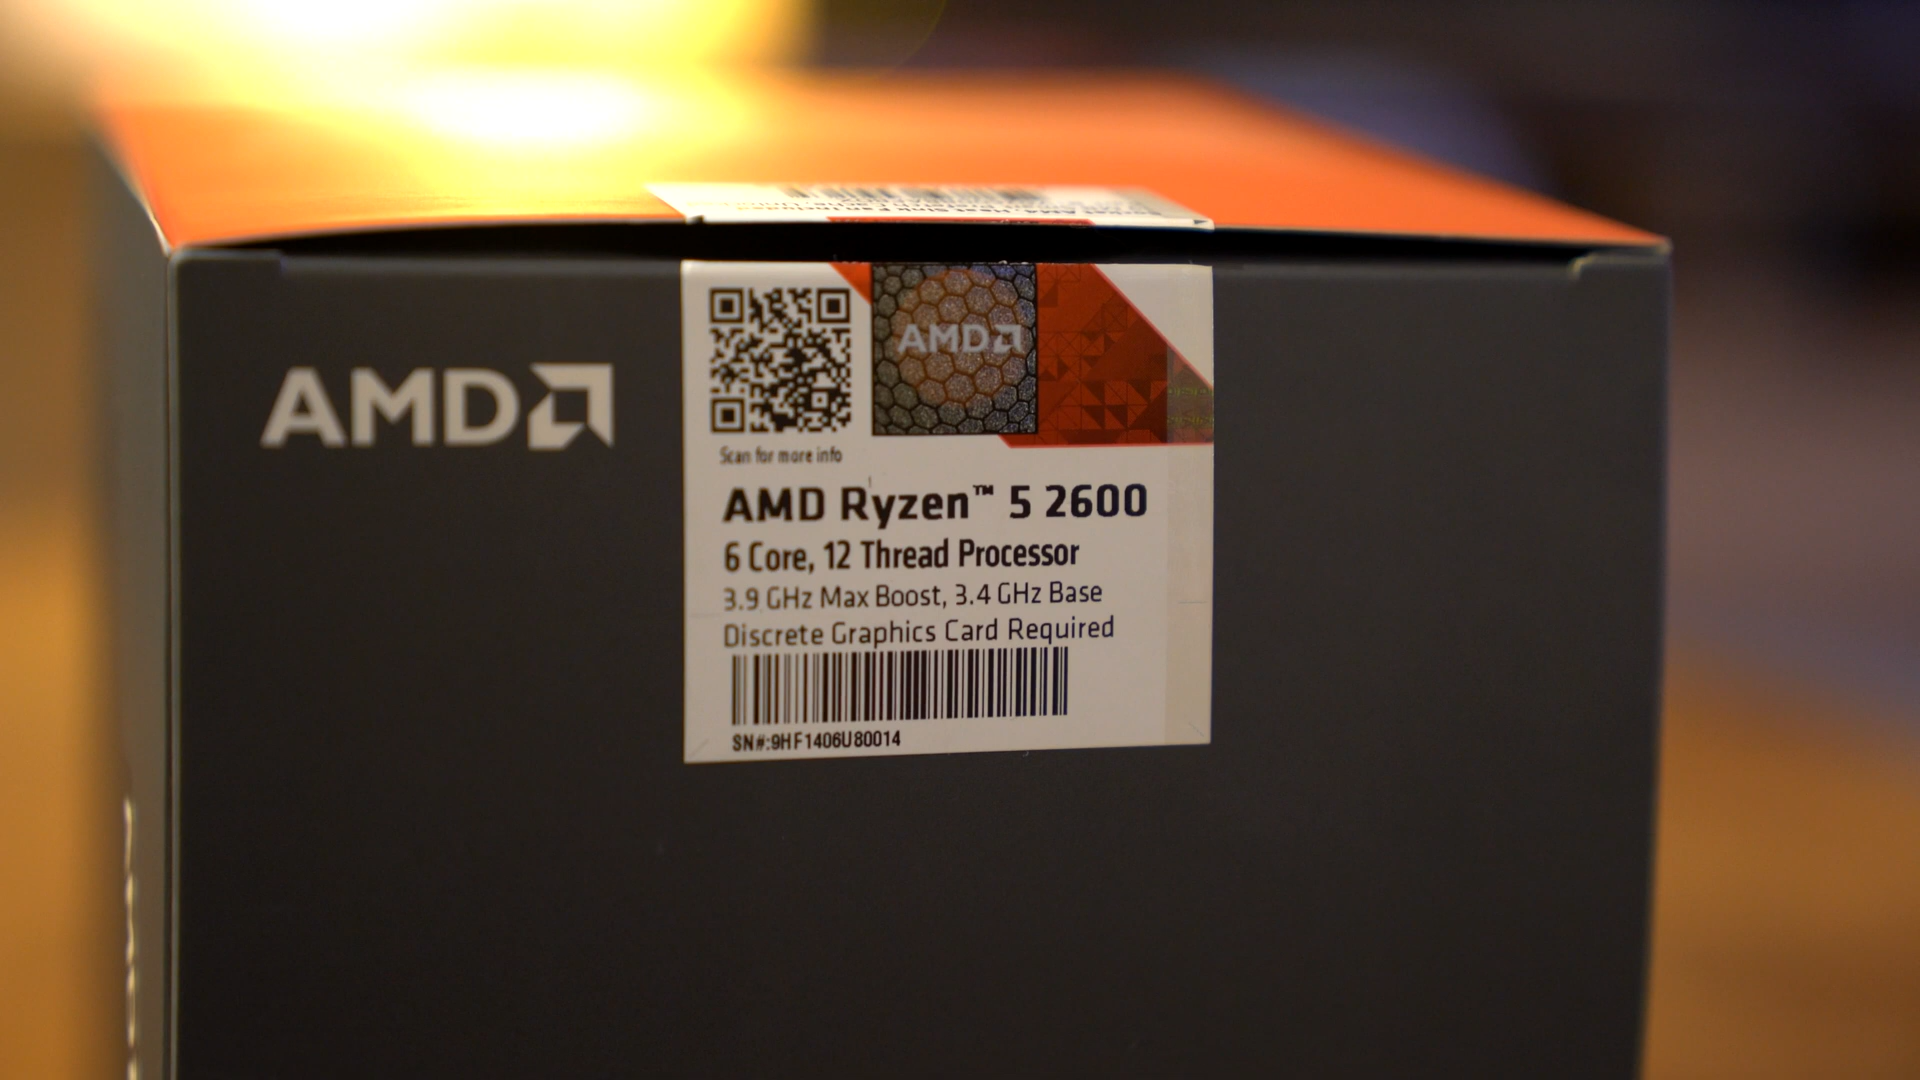 AMD
AMD
Scan for more info
AMD Ryzen™ 5 2600
6 Core, 12 Thread Processor
3.9 GHz Max Boost, 3.4 GHz Base
Discrete Graphics Card Required
SN#:9HF1406U80014